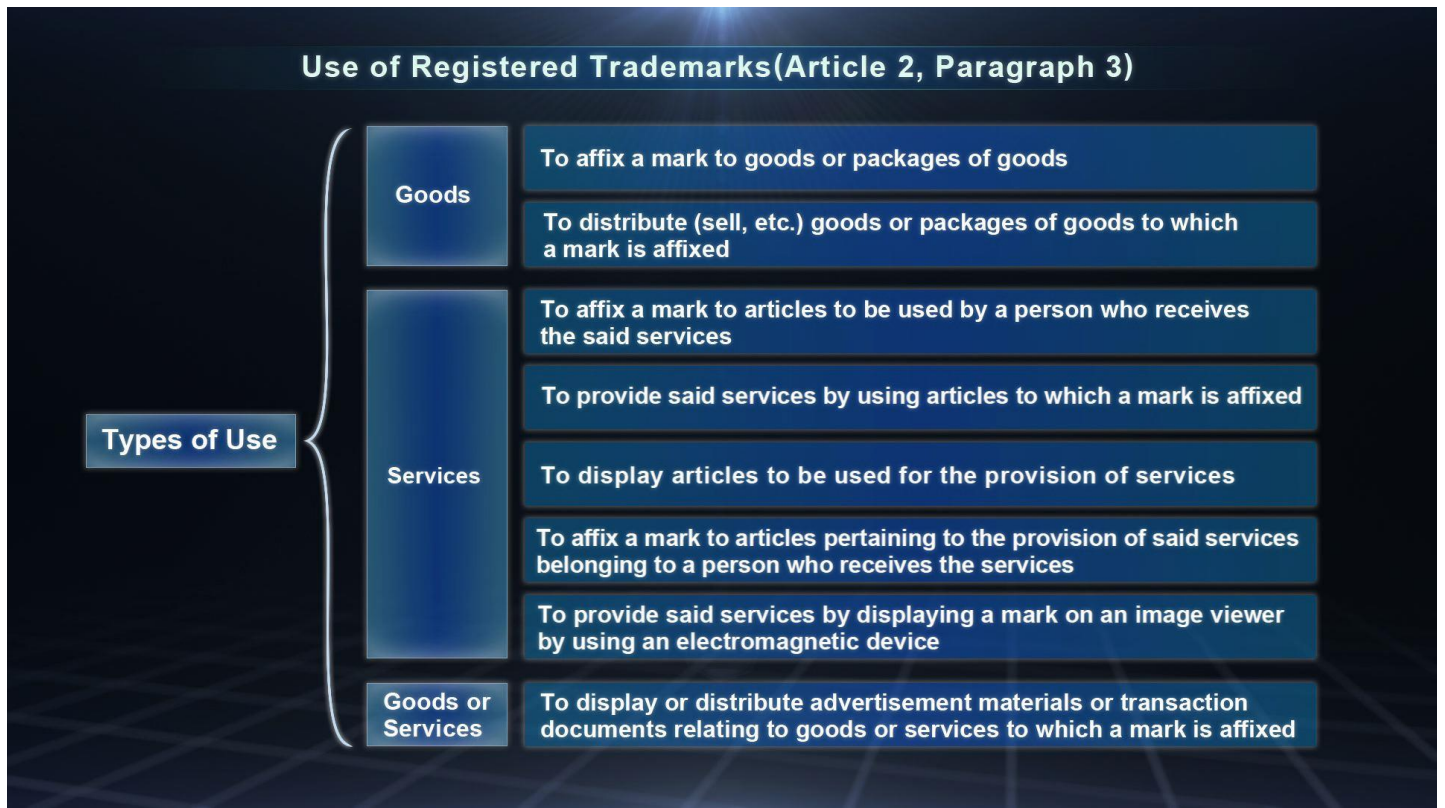 Use of Registered Trademarks(Article 2, Paragraph 3)
Types of Use
Goods
To affix a mark to goods or packages of goods
To distribute (sell, etc.) goods or packages of goods to which
a mark is affixed
Services
To affix a mark to articles to be used by a person who receives
the said services
To provide said services by using articles to which a mark is affixed
To display articles to be used for the provision of services
To affix a mark to articles pertaining to the provision of said services
belonging to a person who receives the services
To provide said services by displaying a mark on an image viewer
by using an electromagnetic device
Goods or
Services
To display or distribute advertisement materials or transaction
documents relating to goods or services to which a mark is affixed